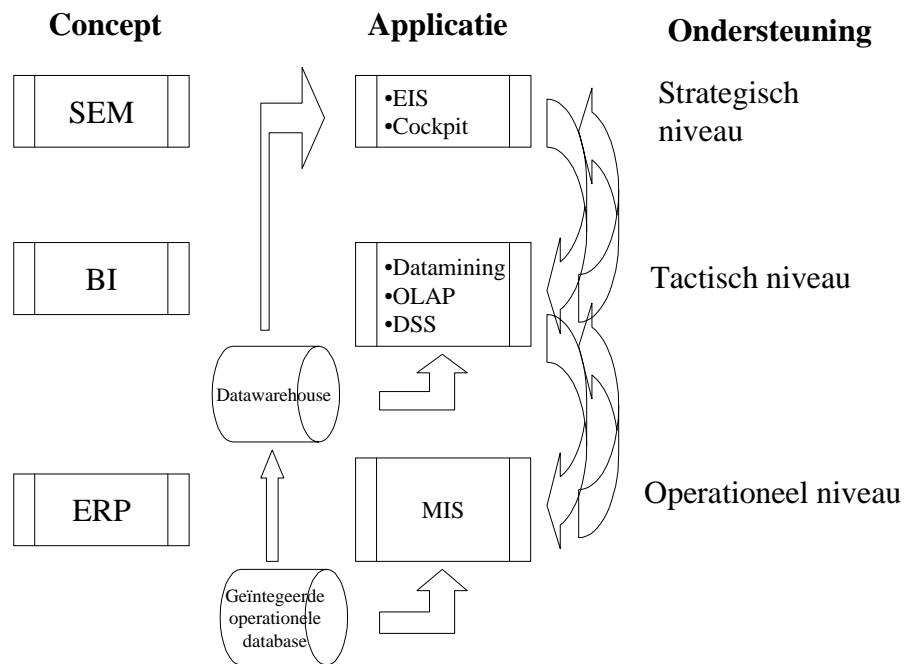 Concept
Applicatie
Ondersteuning
SEM
•EIS
•Cockpit
Strategisch
niveau
BI
•Datamining
•OLAP
•DSS
Tactisch niveau
Datawarehouse
ERP
MIS
Operationeel niveau
Geïntegeerde
operationele
database